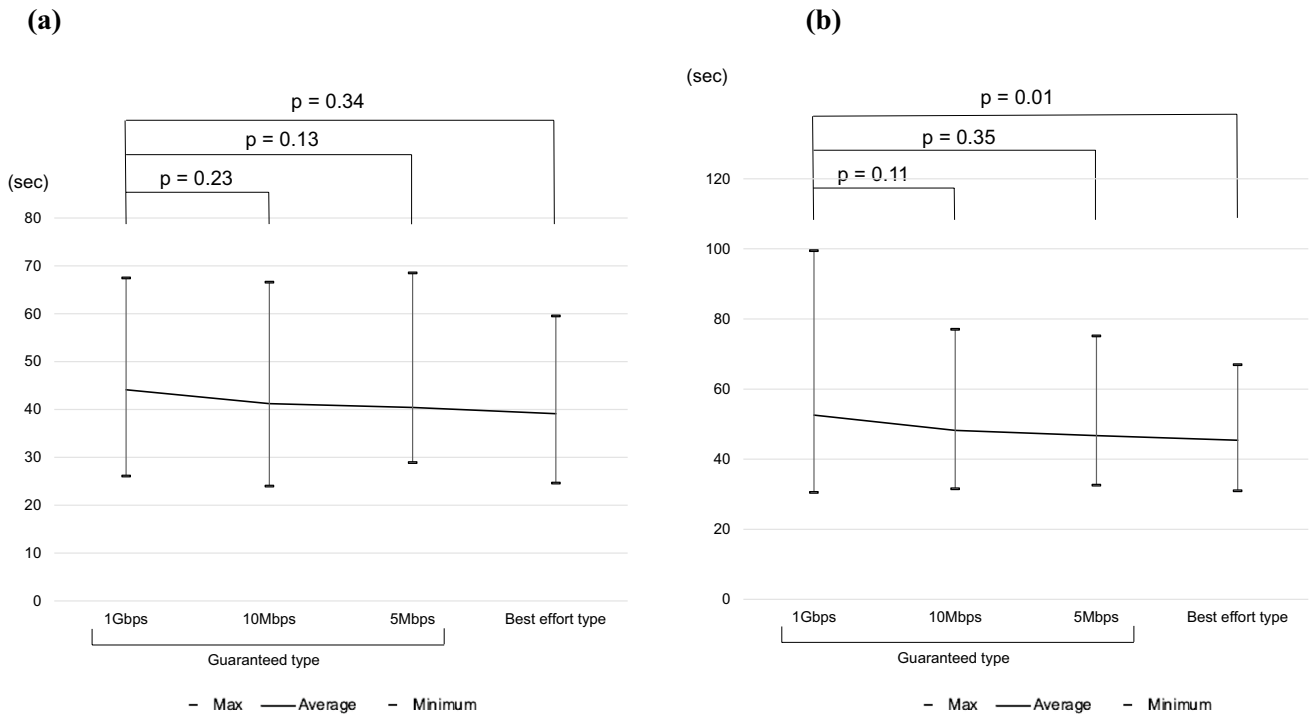 (a)
(sec)
p = 0.34
p = 0.13
p = 0.23
80
70
60
50
40
30
20
10
0
1Gbps 10Mbps 5Mbps Best effort type
Guaranteed type
Max Average Minimum
(b)
(sec)
p = 0.01
p = 0.35
p = 0.11
120
100
80
60
40
20
0
1Gbps 10Mbps 5Mbps Best effort type
Guaranteed type
Max Average Minimum